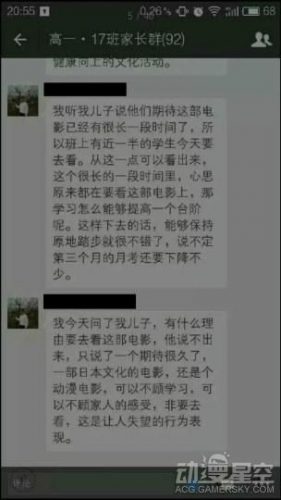 20:55
5 / 40
0.26%
68
高一·17班家长群(92)
健康向上的文化活动。
我听我儿子说他们期待这部电
影已经有很长一段时间了，所
以班上有近一半的学生今天要
去看。从这一点可以看出来，
这个很长的一段时间里，心思
原来都在要看这部电影上，那
学习怎么能够提高一个台阶
呢。这样下去的话，能够保持
原地踏步就很不错了，说不定
第三个月的月考还要下降不
少。
我今天问了我儿子，有什么理
由要去看这部电影，他说不出
来，只说了一个期待很久了，
一部日本文化的电影，还是个
动漫电影，可以不顾学习，可
以不顾家人的感受，非要去
看，这是让人失望的行为表
现。
评论
动漫星空
ACG.GAMERSKY.COM